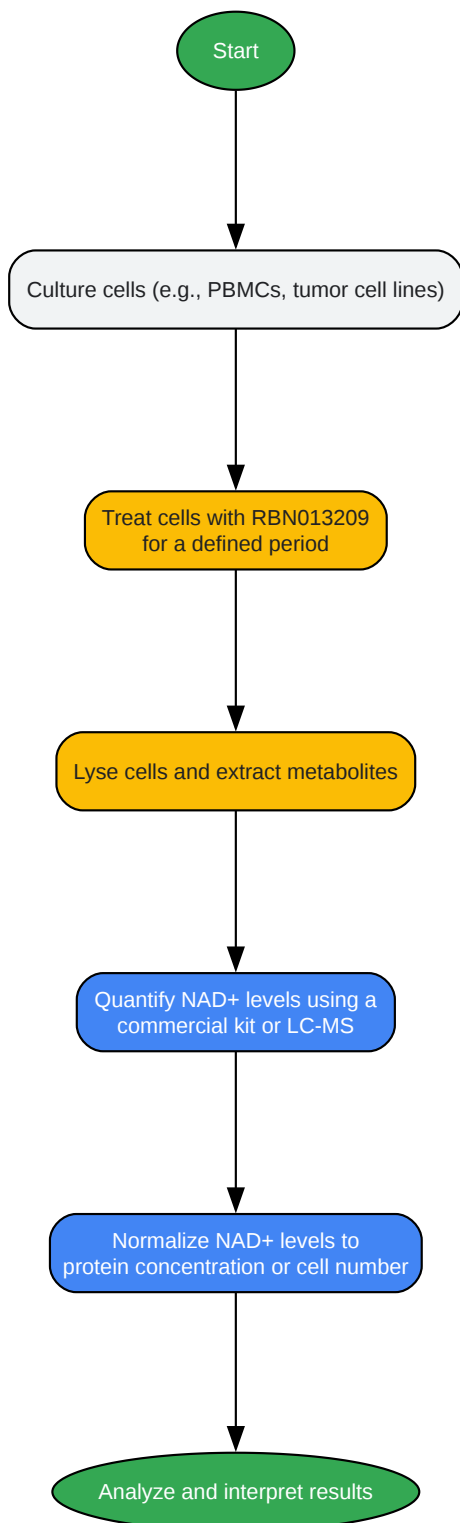 Start
Culture cells (e.g., PBMCs, tumor cell lines)
Treat cells with RBN013209
for a defined period
Lyse cells and extract metabolites
Quantify NAD+ levels using a
commercial kit or LC-MS
Normalize NAD+ levels to
protein concentration or cell number
Analyze and interpret results